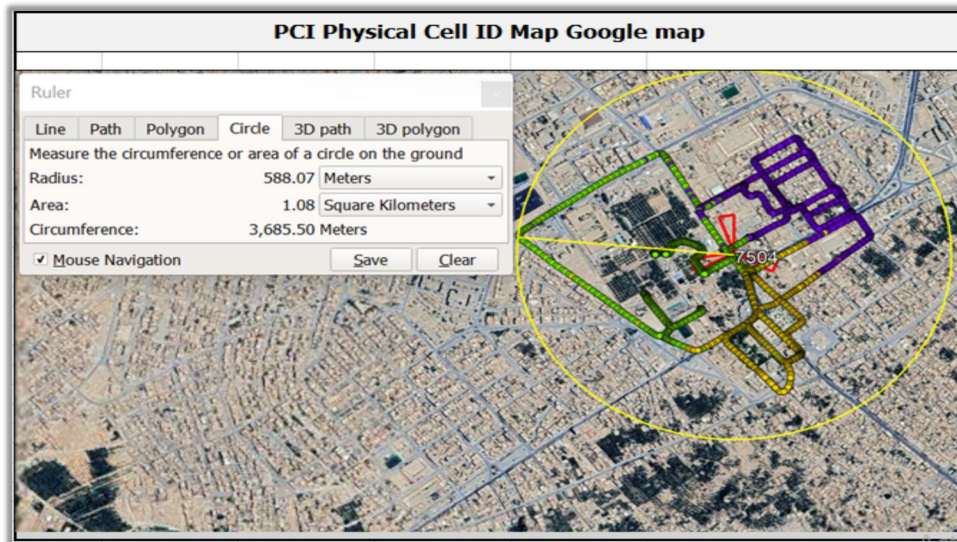 PCI Physical Cell ID Map Google map
Ruler
Line Path Polygon Circle 3D path 3D polygon
Measure the circumference or area of a circle on the ground
Radius: 588.07 Meters
Area: 1.08 Square Kilometers
Circumference: 3,685.50 Meters
Mouse Navigation Save Clear
7504